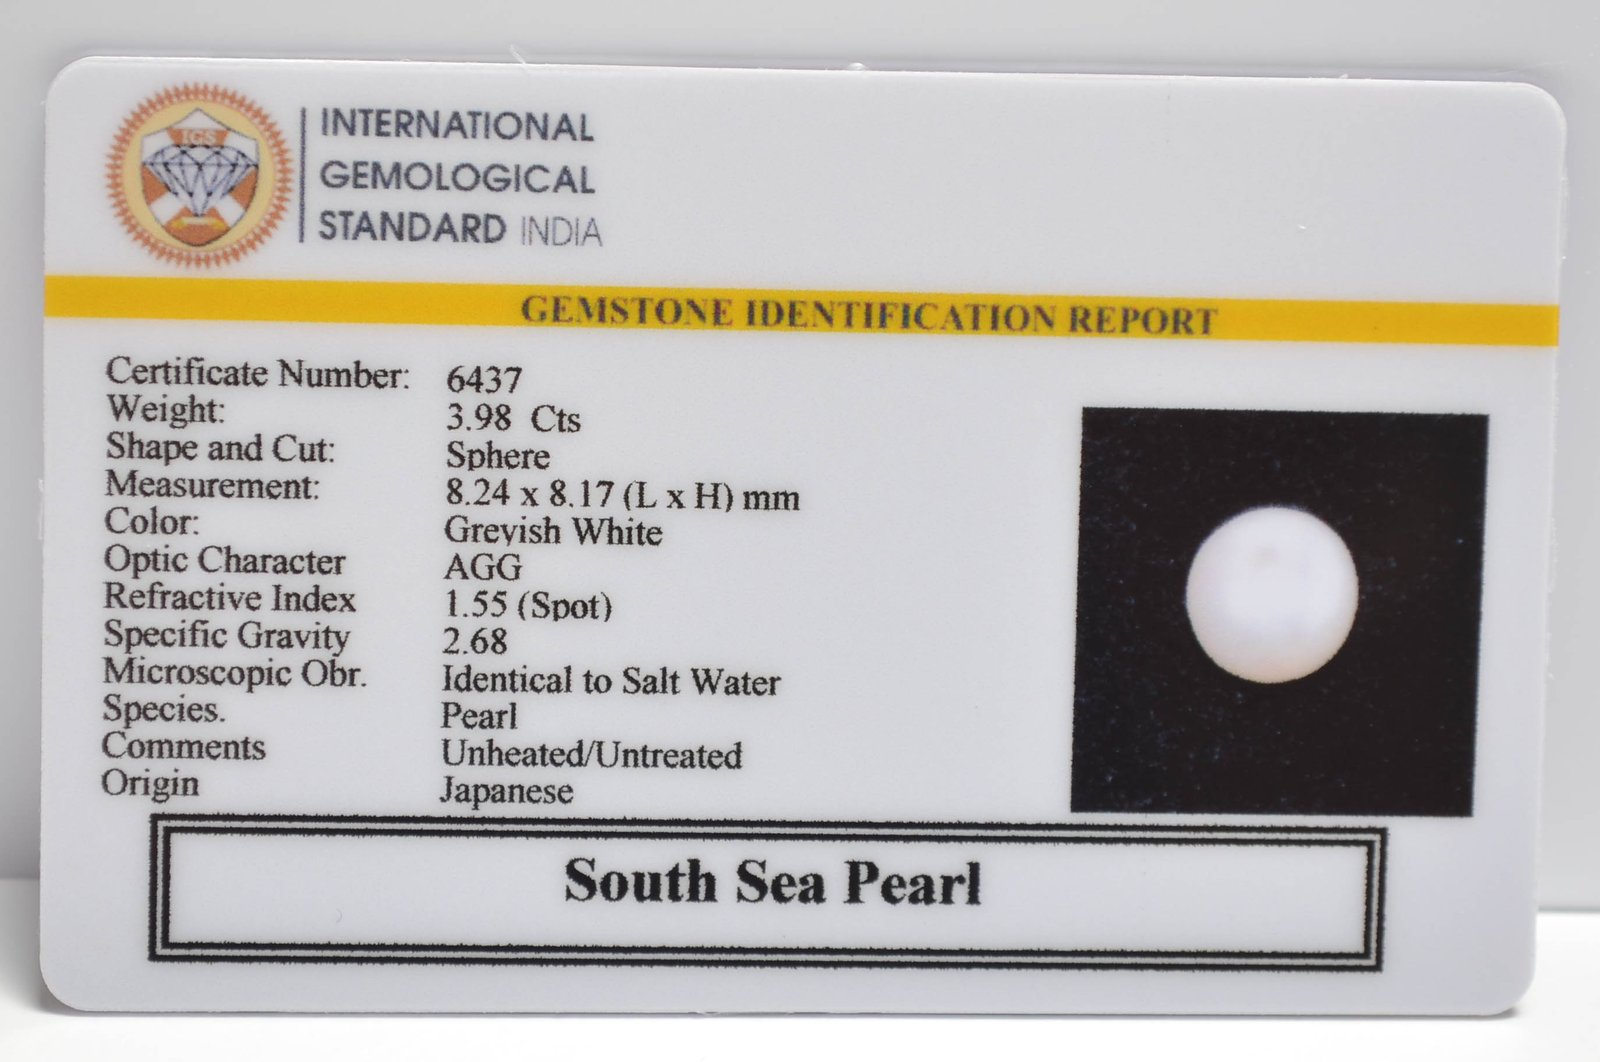 IGS
INTERNATIONAL
GEMOLOGICAL
STANDARD INDIA
GEMSTONE IDENTIFICATION REPORT
Certificate Number: 6437
Weight: 3.98 Cts
Shape and Cut: Sphere
Measurement: 8.24 x 8.17 (L x H) mm
Color: Greyish White
Optic Character AGG
Refractive Index 1.55 (Spot)
Specific Gravity 2.68
Microscopic Obr. Identical to Salt Water
Species. Pearl
Comments Unheated/Untreated
Origin Japanese
South Sea Pearl